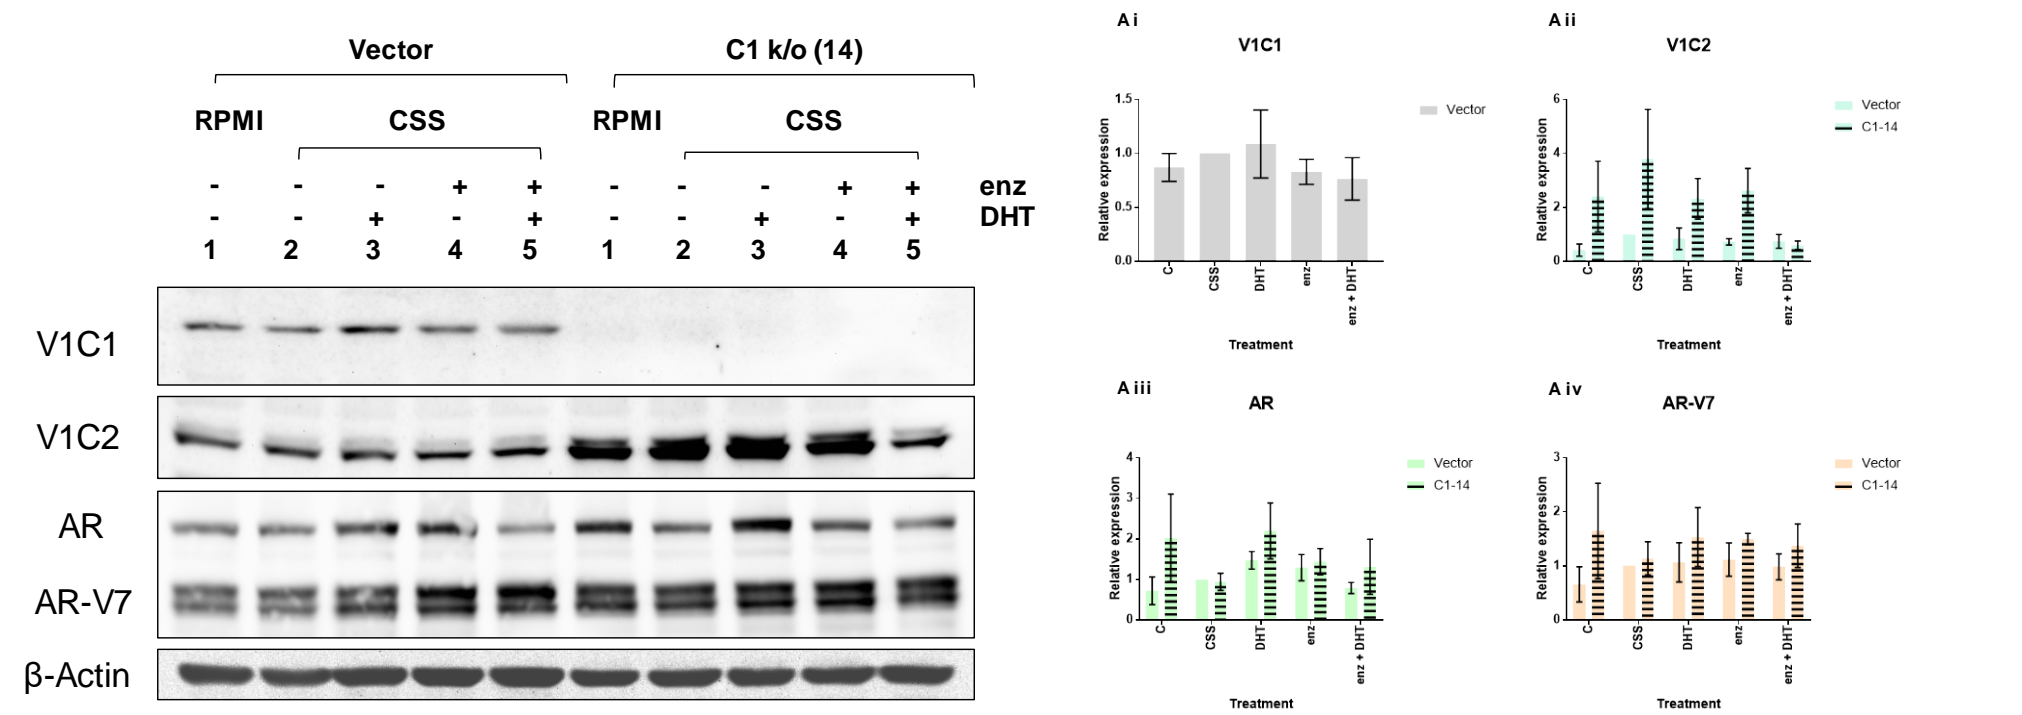 Vector C1 k/o (14)
RPMI CSS RPMI CSS
- - - + + - - - + + enz
- - + - + - - + - + DHT
1 2 3 4 5 1 2 3 4 5
V1C1
V1C2
AR
AR-V7
β-Actin
A i
V1C1
Relative expression
1.5
1.0
0.5
0.0
C CSS DHT enz enz + DHT
Treatment
Vector
A ii
V1C2
Relative expression
6
4
2
0
C CSS DHT enz enz + DHT
Treatment
Vector
C1-14
A iii
AR
Relative expression
4
3
2
1
0
C CSS DHT enz enz + DHT
Treatment
Vector
C1-14
A iv
AR-V7
Relative expression
3
2
1
0
C CSS DHT enz enz + DHT
Treatment
Vector
C1-14